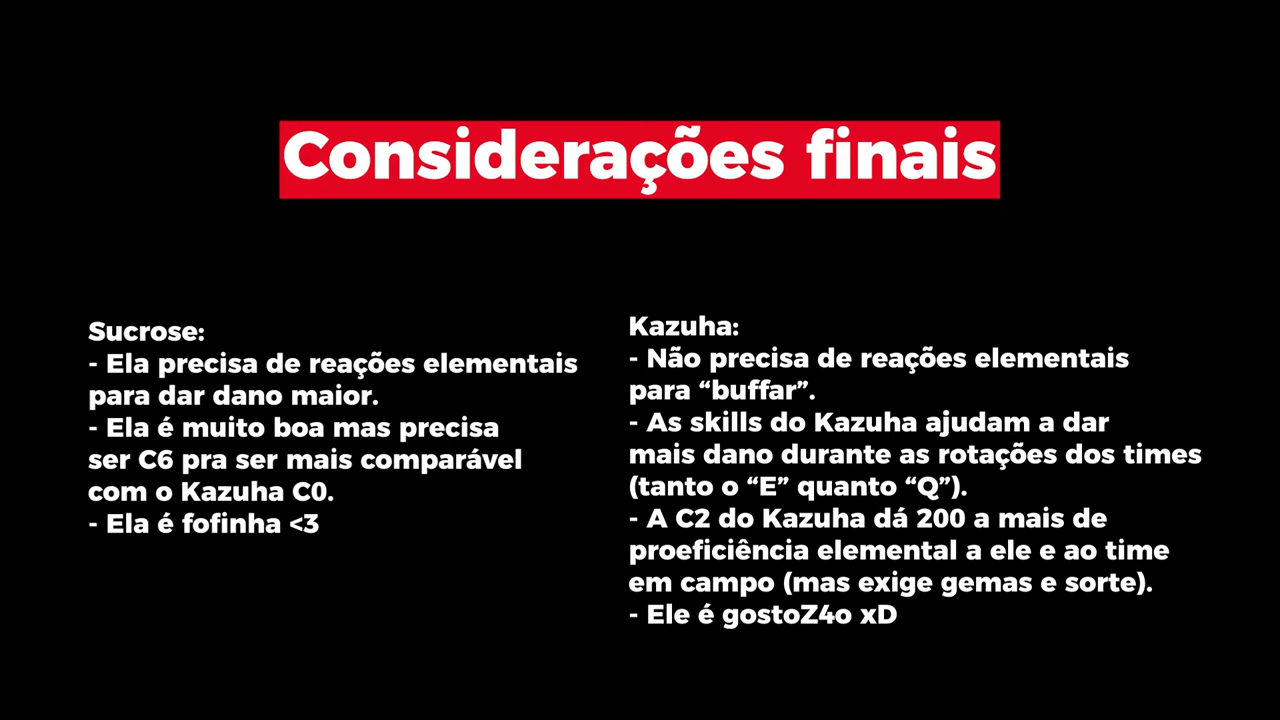 Considerações finais
Sucrose:
- Ela precisa de reações elementais
para dar dano maior.
- Ela é muito boa mas precisa
ser C6 pra ser mais comparável
com o Kazuha C0.
- Ela é fofinha <3
Kazuha:
- Não precisa de reações elementais
para “buffar”.
- As skills do Kazuha ajudam a dar
mais dano durante as rotações dos times
(tanto o “E” quanto “Q”).
- A C2 do Kazuha dá 200 a mais de
proeficiência elemental a ele e ao time
em campo (mas exige gemas e sorte).
- Ele é gostoZ4o xD